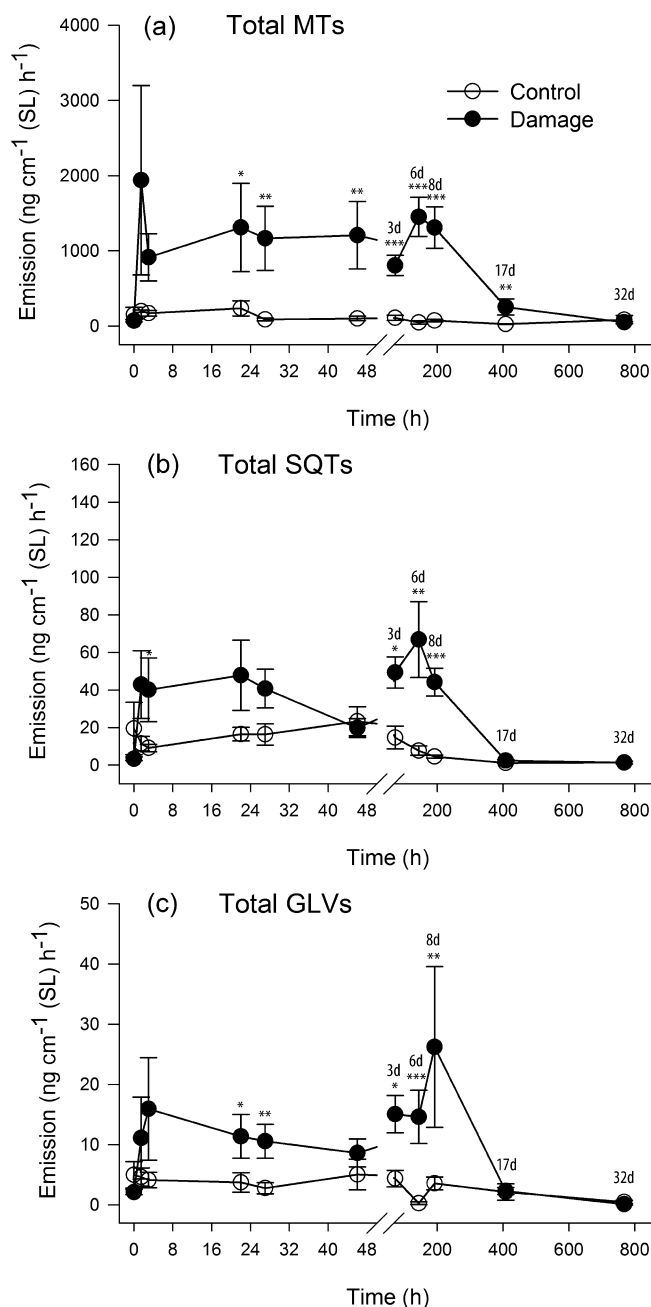 (a) Total MTs
Emission (ng cm⁻¹ (SL) h⁻¹)
4000
3000
2000
1000
0
Control
Damage
*
**
**
3d
***
6d
***
8d
***
17d
**
32d
0 8 16 24 32 40 48 200 400 600 800
Time (h)
(b) Total SQTs
Emission (ng cm⁻¹ (SL) h⁻¹)
160
140
120
100
80
60
40
20
0
*
3d
*
6d
**
8d
***
17d
32d
0 8 16 24 32 40 48 200 400 600 800
Time (h)
(c) Total GLVs
Emission (ng cm⁻¹ (SL) h⁻¹)
50
40
30
20
10
0
*
**
3d
*
6d
***
8d
**
17d
32d
0 8 16 24 32 40 48 200 400 600 800
Time (h)